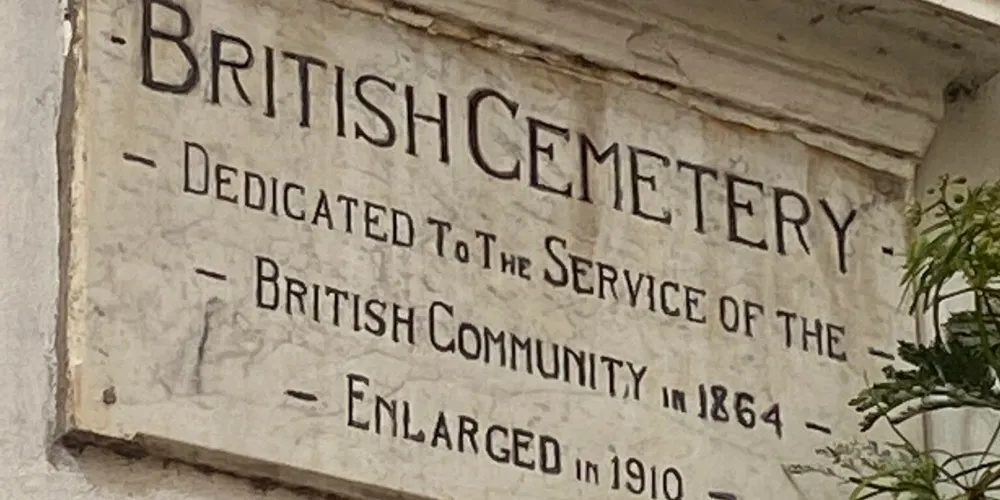 - BRITISH CEMETERY -
- DEDICATED TO THE SERVICE OF THE -
- BRITISH COMMUNITY IN 1864 -
- ENLARGED IN 1910 -